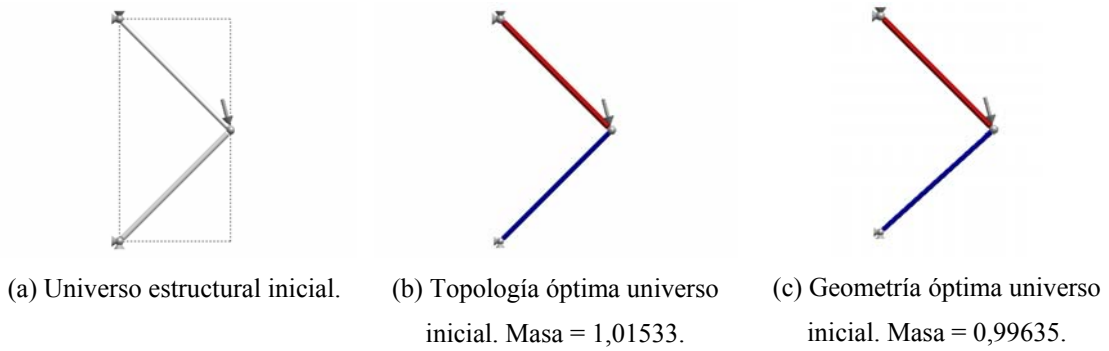 (a) Universo estructural inicial.
(b) Topología óptima universo
inicial. Masa = 1,01533.
(c) Geometría óptima universo
inicial. Masa = 0,99635.